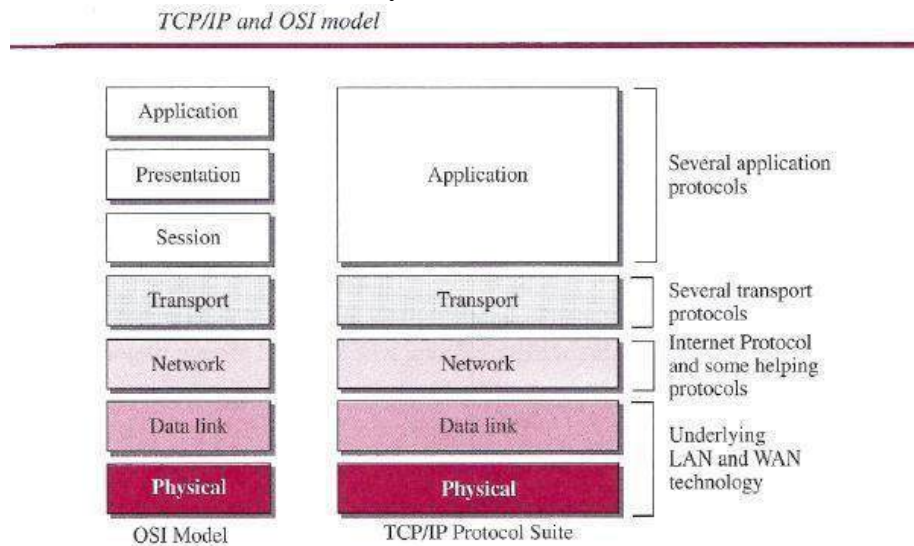 TCP/IP and OSI model
Application
Presentation
Session
Transport
Network
Data link
Physical
OSI Model
Application
Transport
Network
Data link
Physical
TCP/IP Protocol Suite
Several application
protocols
Several transport
protocols
Internet Protocol
and some helping
protocols
Underlying
LAN and WAN
technology